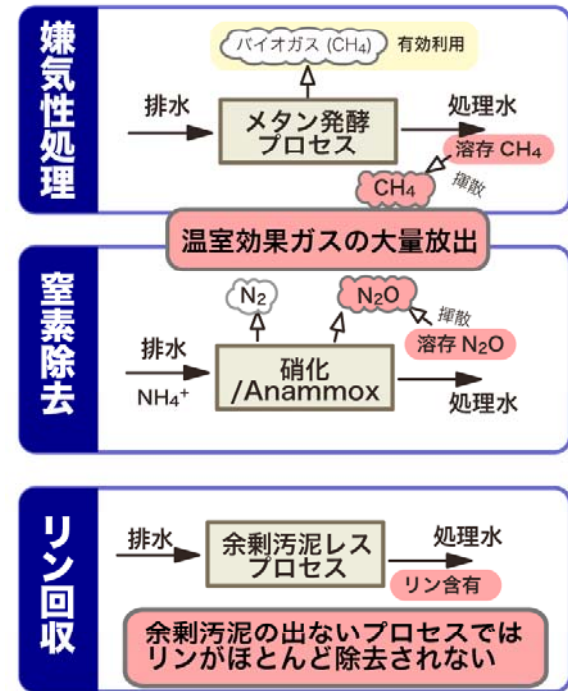 嫌気性処理
バイオガス (CH₄) 有効利用
排水
メタン発酵
プロセス
処理水
溶存 CH₄
揮散
CH₄
温室効果ガスの大量放出
窒素除去
N₂
N₂O
揮散
溶存 N₂O
排水
NH₄⁺
硝化
/Anammox
処理水
リン回収
排水
余剰汚泥レス
プロセス
処理水
リン含有
余剰汚泥の出ないプロセスでは
リンがほとんど除去されない